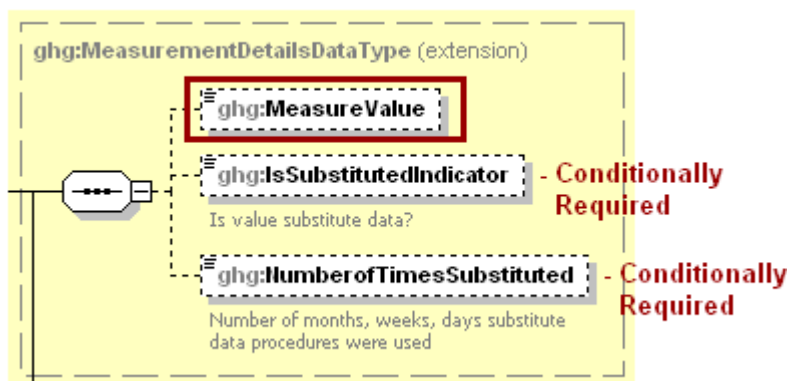 ghg:MeasurementDetailsDataType (extension)
ghg:MeasureValue
ghg:IsSubstitutedIndicator
- Conditionally
Required
Is value substitute data?
ghg:NumberofTimesSubstituted
- Conditionally
Required
Number of months, weeks, days substitute
data procedures were used